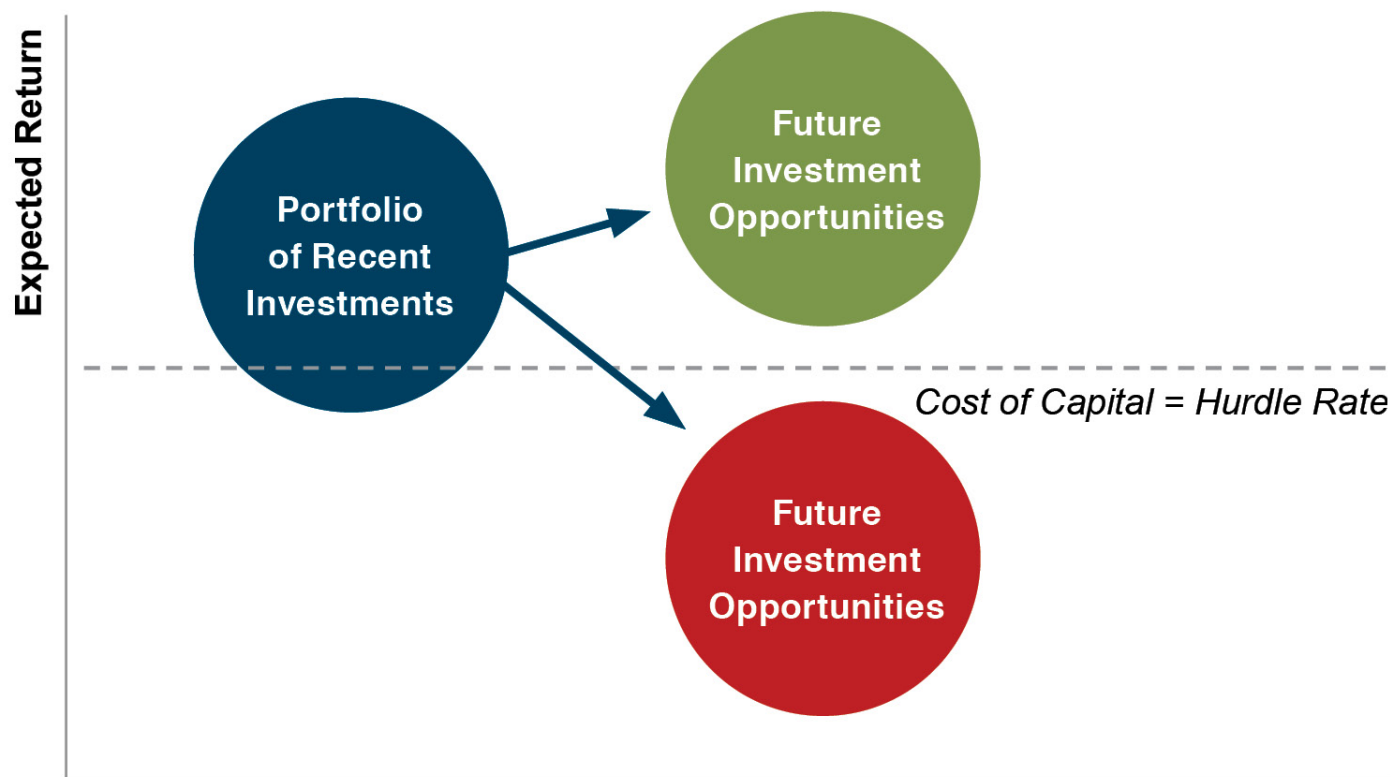 Expected Return
Portfolio
of Recent
Investments
Future
Investment
Opportunities
Cost of Capital = Hurdle Rate
Future
Investment
Opportunities